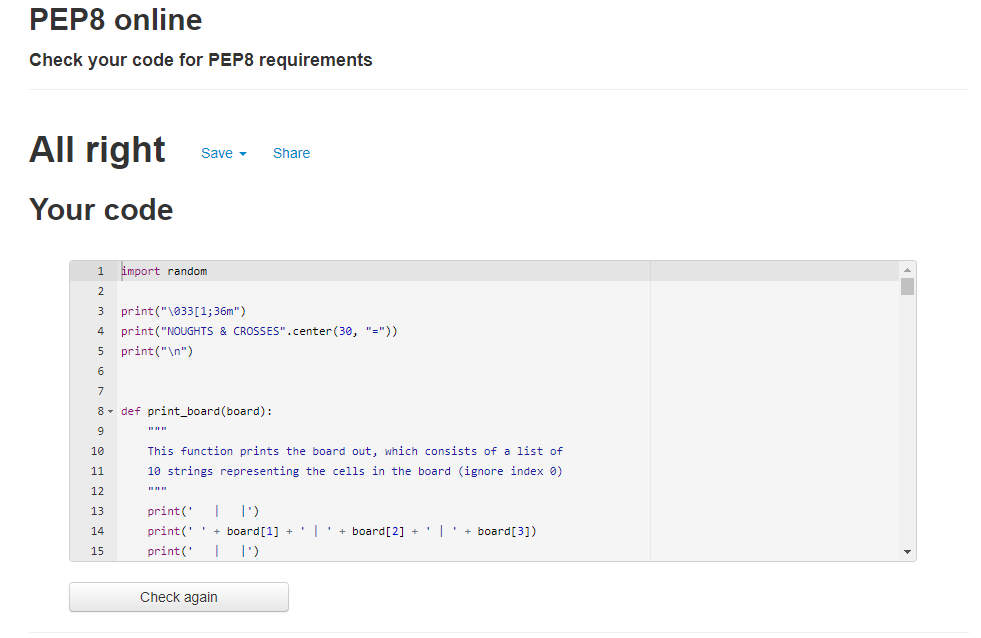 PEP8 online
Check your code for PEP8 requirements
All right Save Share
Your code
1 import random
2
3 print("\033[1;36m")
4 print("NOUGHTS & CROSSES".center(30, "="))
5 print("\n")
6
7
8 def print_board(board):
9     """
10     This function prints the board out, which consists of a list of
11     10 strings representing the cells in the board (ignore index 0)
12     """
13     print('   |   |')
14     print(' ' + board[1] + ' | ' + board[2] + ' | ' + board[3])
15     print('   |   |')
Check again